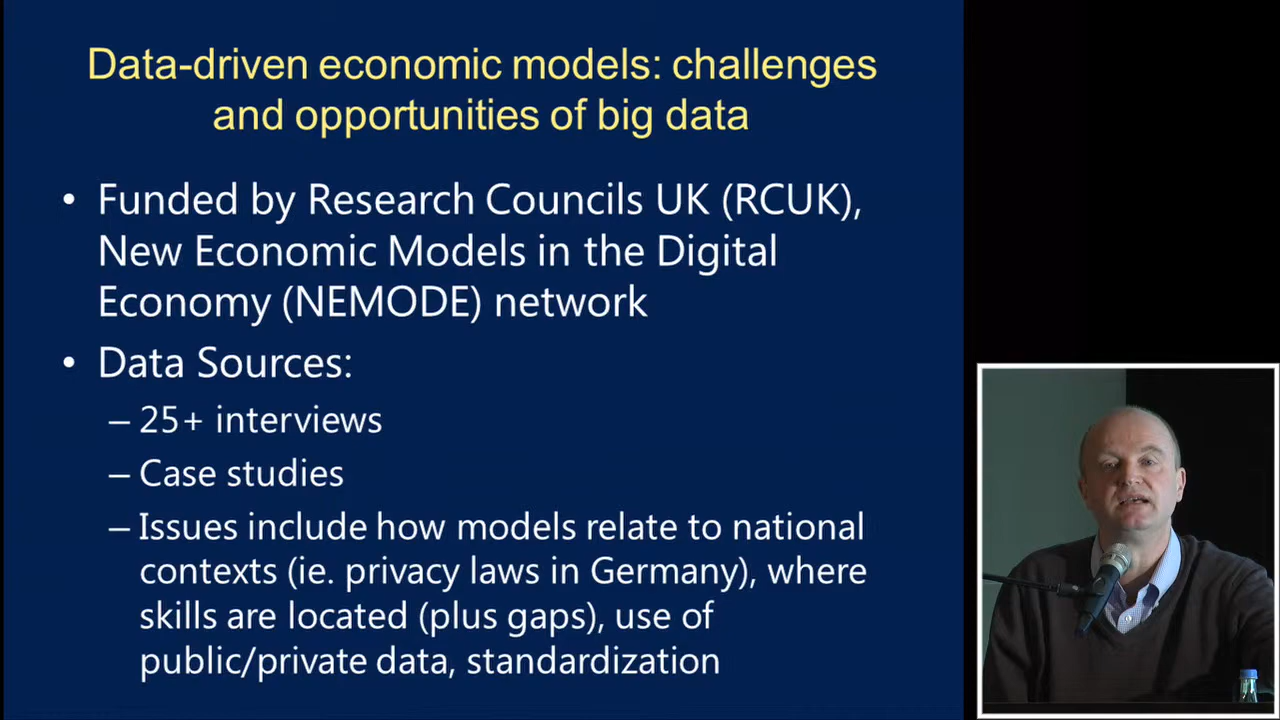 Data-driven economic models: challenges
and opportunities of big data
• Funded by Research Councils UK (RCUK),
New Economic Models in the Digital
Economy (NEMODE) network
• Data Sources:
– 25+ interviews
– Case studies
– Issues include how models relate to national
contexts (ie. privacy laws in Germany), where
skills are located (plus gaps), use of
public/private data, standardization